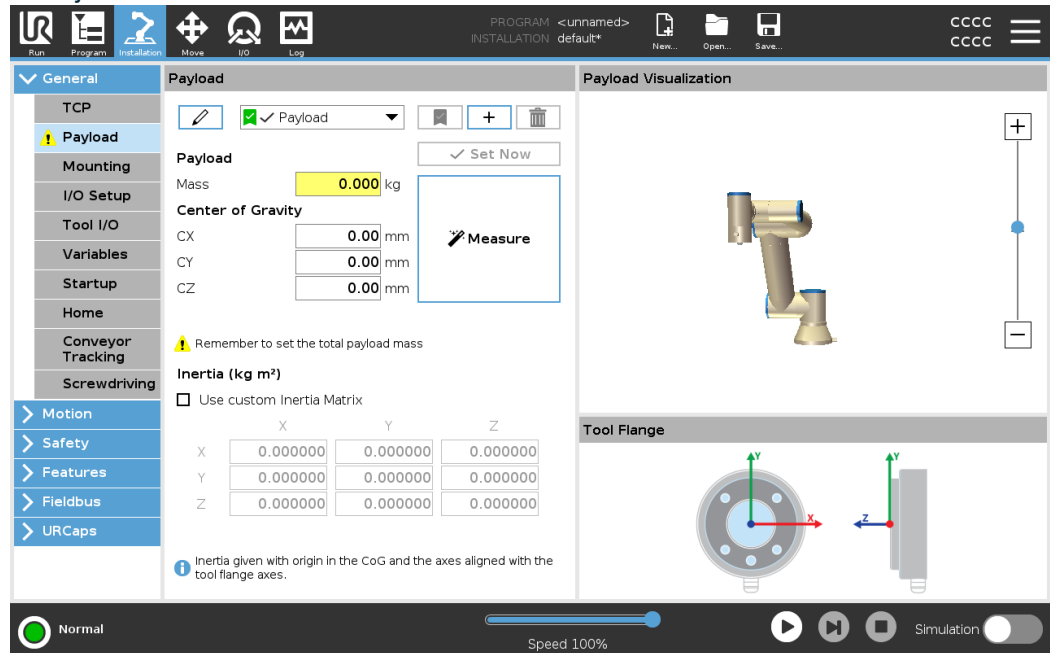 PROGRAM <unnamed>
INSTALLATION default*
CCCC
CCCC
Run Program Installation Move I/O Log New... Open... Save...
General
TCP
Payload
Mounting
I/O Setup
Tool I/O
Variables
Startup
Home
Conveyor
Tracking
Screwdriving
Motion
Safety
Features
Fieldbus
URCaps
Payload
Payload
+
Payload
Set Now
Mass 0.000 kg
Center of Gravity
CX 0.00 mm
CY 0.00 mm
CZ 0.00 mm
Measure
Remember to set the total payload mass
Inertia (kg m²)
Use custom Inertia Matrix
X Y Z
X 0.000000 0.000000 0.000000
Y 0.000000 0.000000 0.000000
Z 0.000000 0.000000 0.000000
Inertia given with origin in the CoG and the axes aligned with the
tool flange axes.
Payload Visualization
+
−
Tool Flange
Y Y
X Z
Normal
Speed 100%
Simulation